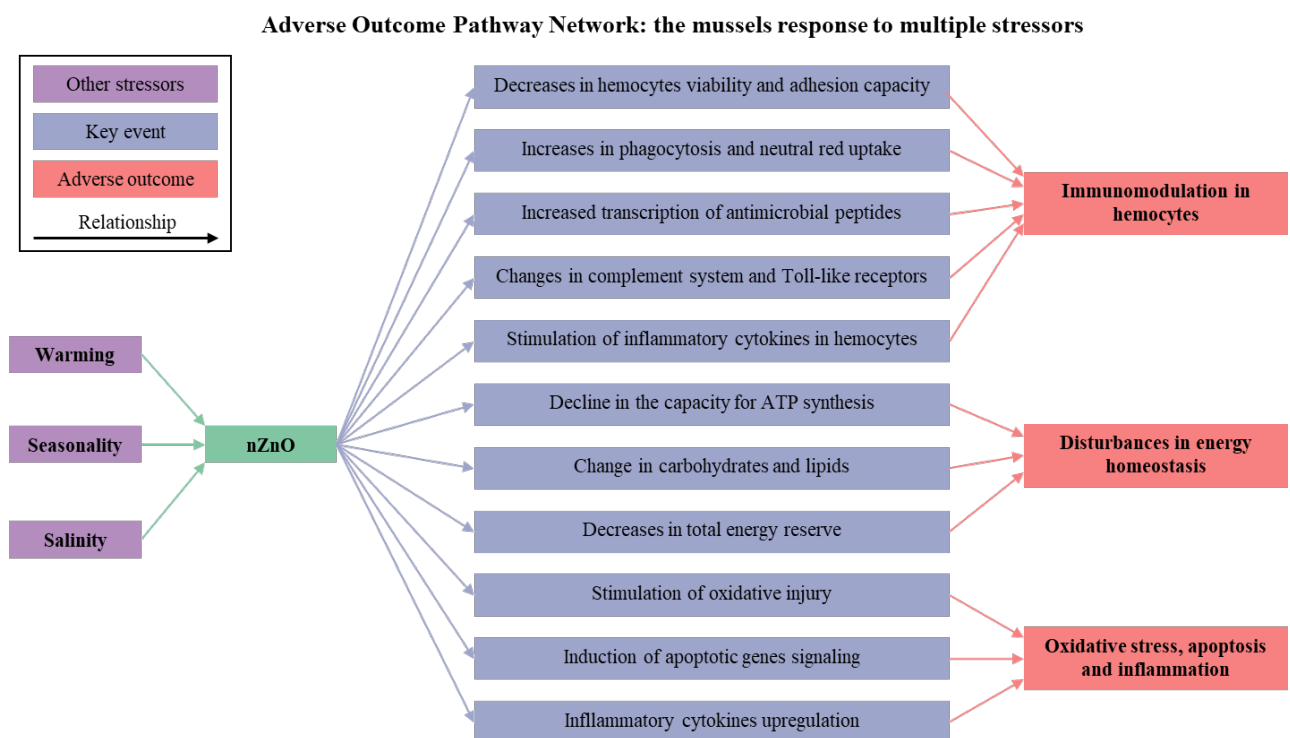 Adverse Outcome Pathway Network: the mussels response to multiple stressors
Other stressors
Key event
Adverse outcome
Relationship
Warming
Seasonality
Salinity
nZnO
Decreases in hemocytes viability and adhesion capacity
Increases in phagocytosis and neutral red uptake
Increased transcription of antimicrobial peptides
Changes in complement system and Toll-like receptors
Stimulation of inflammatory cytokines in hemocytes
Decline in the capacity for ATP synthesis
Change in carbohydrates and lipids
Decreases in total energy reserve
Stimulation of oxidative injury
Induction of apoptotic genes signaling
Infllammatory cytokines upregulation
Immunomodulation in
hemocytes
Disturbances in energy
homeostasis
Oxidative stress, apoptosis
and inflammation